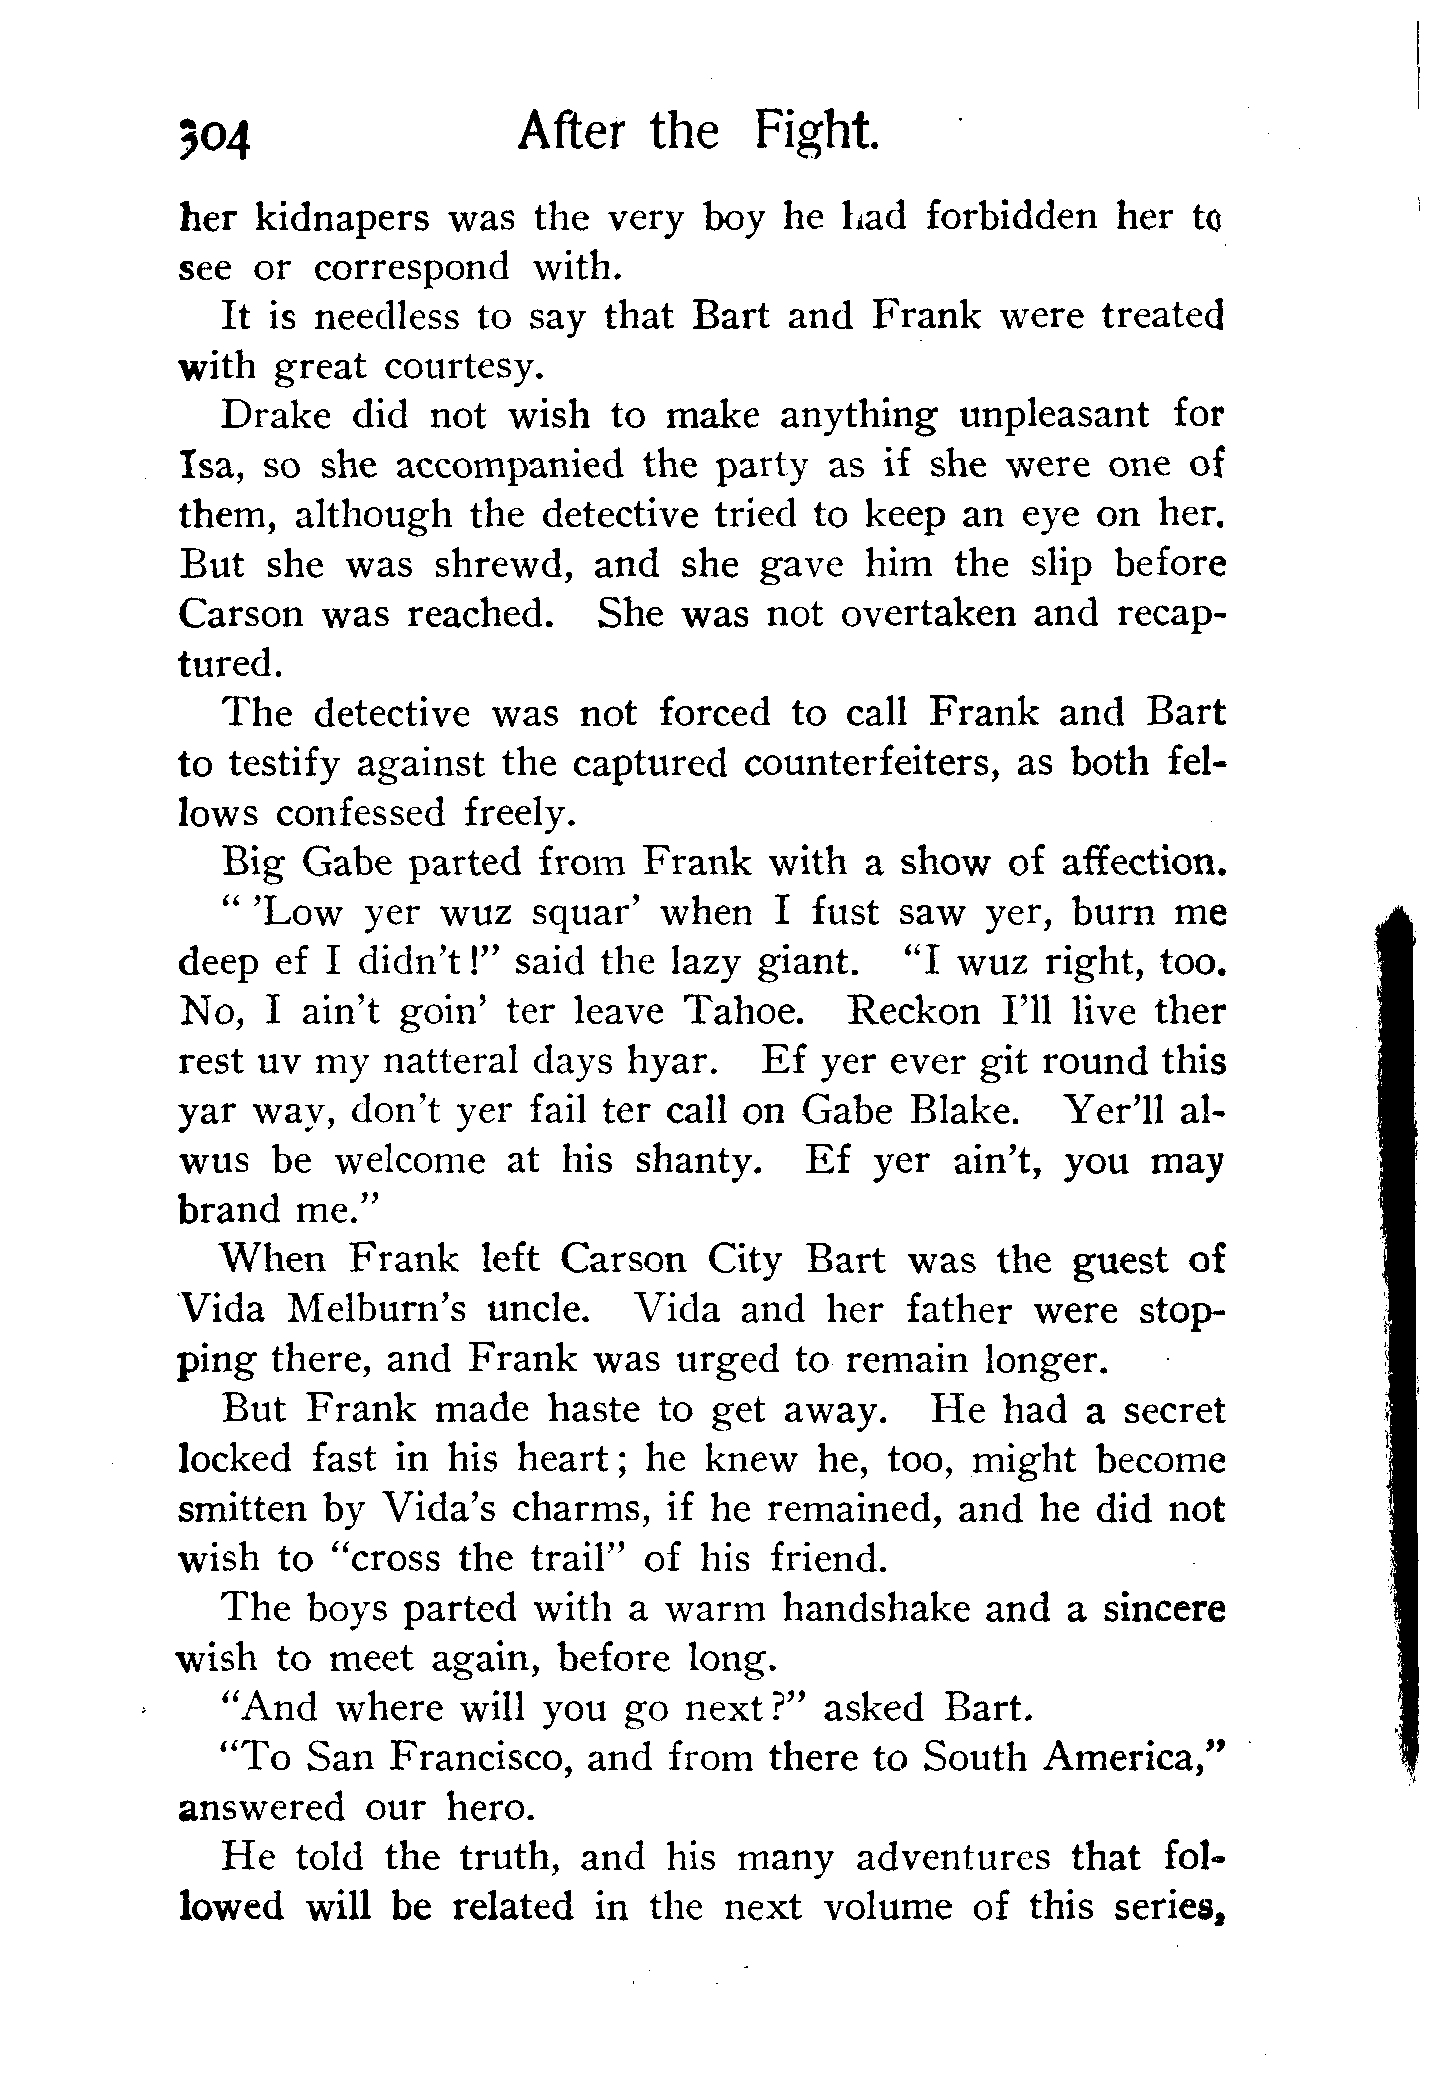 304 After the Fight.
her kidnapers was the very boy he had forbidden her to
see or correspond with.
It is needless to say that Bart and Frank were treated
with great courtesy.
Drake did not wish to make anything unpleasant for
Isa, so she accompanied the party as if she were one of
them, although the detective tried to keep an eye on her.
But she was shrewd, and she gave him the slip before
Carson was reached. She was not overtaken and recap-
tured.
The detective was not forced to call Frank and Bart
to testify against the captured counterfeiters, as both fel-
lows confessed freely.
Big Gabe parted from Frank with a show of affection.
" 'Low yer wuz squar' when I fust saw yer, burn me
deep ef I didn't!" said the lazy giant. "I wuz right, too.
No, I ain't goin' ter leave Tahoe. Reckon I'll live ther
rest uv my natteral days hyar. Ef yer ever git round this
yar way, don't yer fail ter call on Gabe Blake. Yer'll al-
wus be welcome at his shanty. Ef yer ain't, you may
brand me."
When Frank left Carson City Bart was the guest of
Vida Melburn's uncle. Vida and her father were stop-
ping there, and Frank was urged to remain longer.
But Frank made haste to get away. He had a secret
locked fast in his heart; he knew he, too, might become
smitten by Vida's charms, if he remained, and he did not
wish to "cross the trail" of his friend.
The boys parted with a warm handshake and a sincere
wish to meet again, before long.
"And where will you go next?" asked Bart.
"To San Francisco, and from there to South America,"
answered our hero.
He told the truth, and his many adventures that fol-
lowed will be related in the next volume of this series,